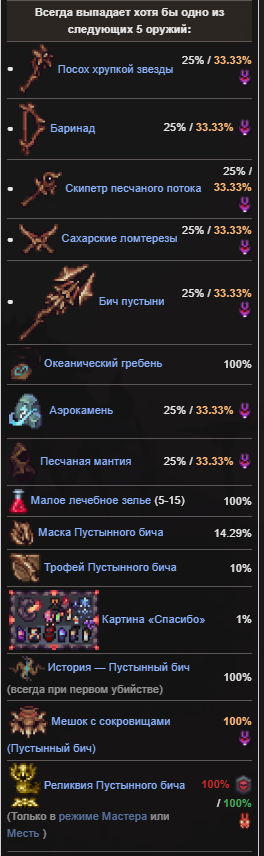 Всегда выпадает хотя бы одно из
следующих 5 оружий:
Посох хрупкой звезды 25% / 33.33%
Баринад 25% / 33.33%
Скипетр песчаного потока 25% /
33.33%
Сахарские ломтерезы 25% / 33.33%
Бич пустыни 25% / 33.33%
Океанический гребень 100%
Аэрокамень 25% / 33.33%
Песчаная мантия 25% / 33.33%
Малое лечебное зелье (5-15) 100%
Маска Пустынного бича 14.29%
Трофей Пустынного бича 10%
Картина «Спасибо» 1%
История — Пустынный бич
(всегда при первом убийстве) 100%
Мешок с сокровищами 100%
(Пустынный бич)
Реликвия Пустынного бича 100%
/ 100%
(Только в режиме Мастера или
Месть )